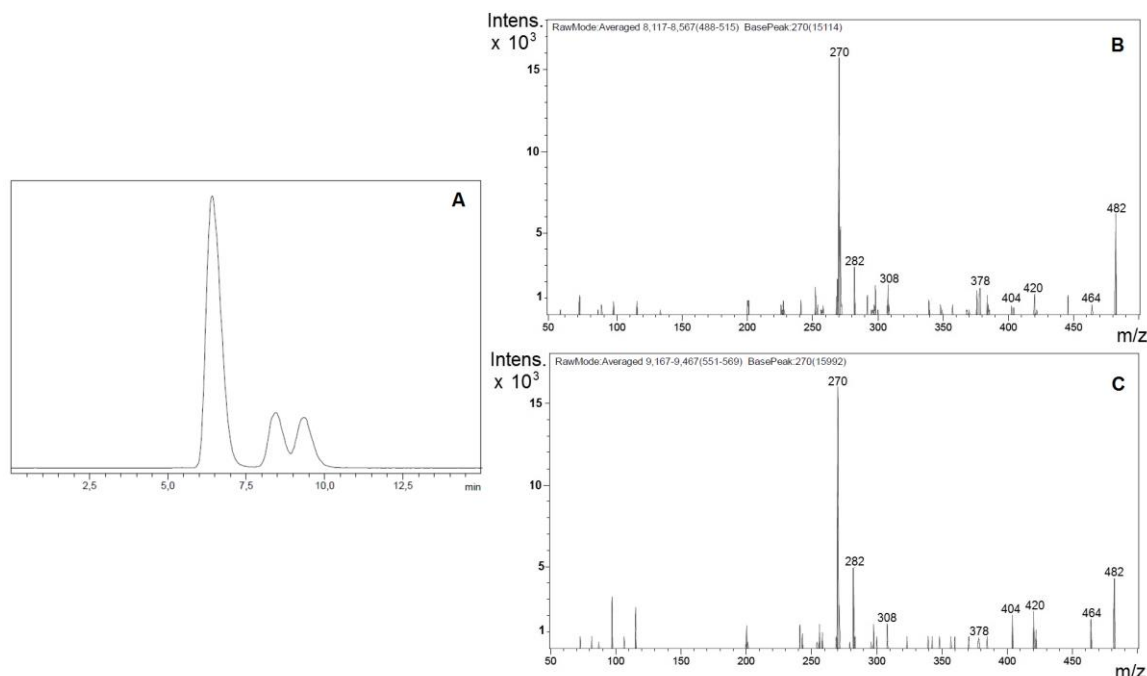 A
2,5 5,0 7,5 10,0 12,5 min
Intens.
x 10³
RawMode:Averaged 8,117-8,567(488-515) BasePeak:270(15114)
B
15
10
5
1
270
282
308
378
404
420
464
482
50 100 150 200 250 300 350 400 450
m/z
Intens.
x 10³
RawMode:Averaged 9,167-9,467(551-569) BasePeak:270(15992)
C
15
10
5
1
270
282
308
378
404
420
464
482
50 100 150 200 250 300 350 400 450
m/z